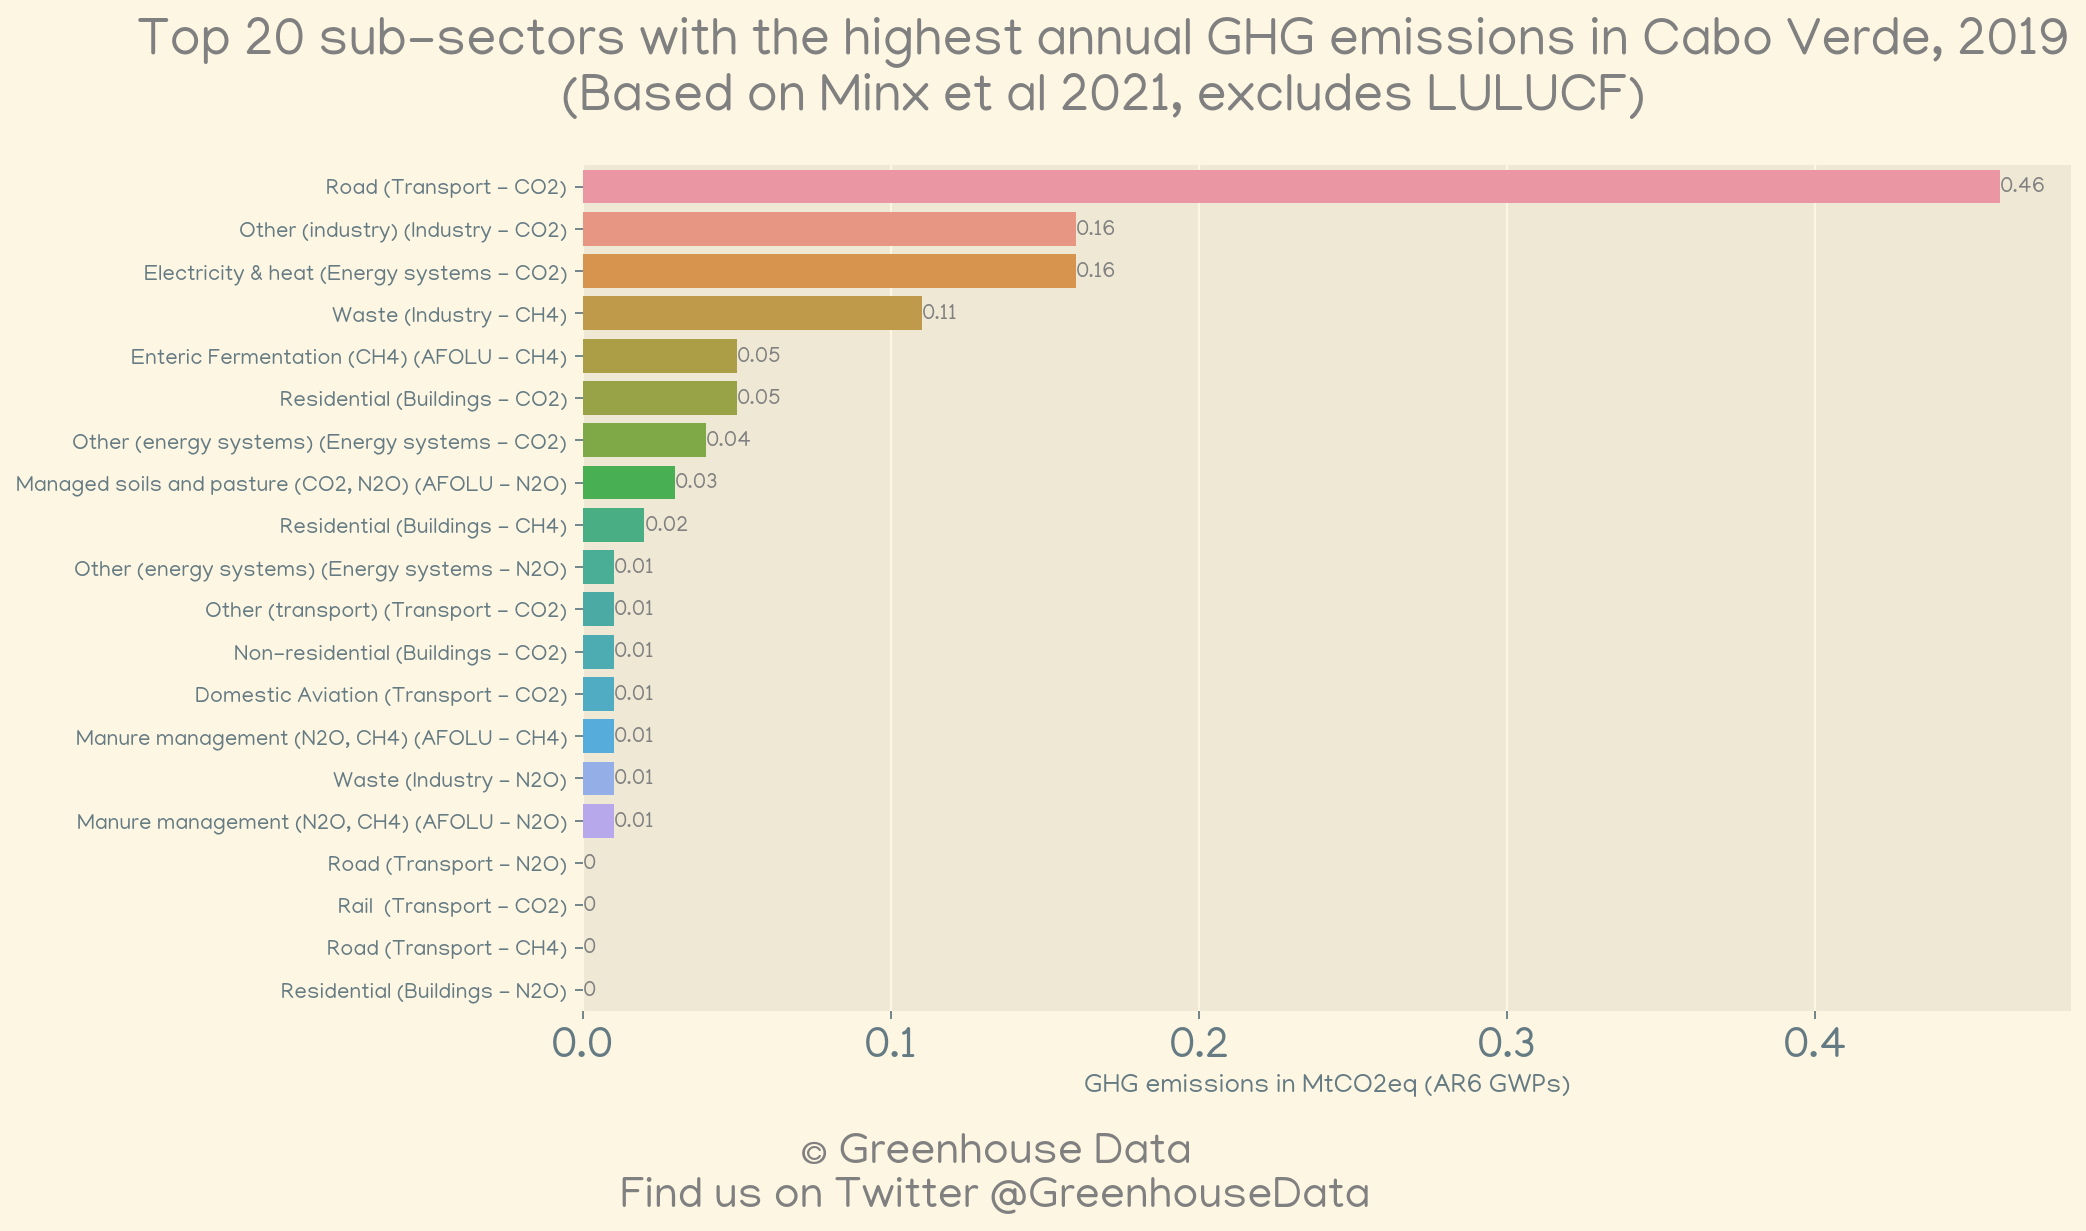 Top 20 sub-sectors with the highest annual GHG emissions in Cabo Verde, 2019
(Based on Minx et al 2021, excludes LULUCF)
Road (Transport - CO2) 0.46
Other (industry) (Industry - CO2) 0.16
Electricity & heat (Energy systems - CO2) 0.16
Waste (Industry - CH4) 0.11
Enteric Fermentation (CH4) (AFOLU - CH4) 0.05
Residential (Buildings - CO2) 0.05
Other (energy systems) (Energy systems - CO2) 0.04
Managed soils and pasture (CO2, N2O) (AFOLU - N2O) 0.03
Residential (Buildings - CH4) 0.02
Other (energy systems) (Energy systems - N2O) 0.01
Other (transport) (Transport - CO2) 0.01
Non-residential (Buildings - CO2) 0.01
Domestic Aviation (Transport - CO2) 0.01
Manure management (N2O, CH4) (AFOLU - CH4) 0.01
Waste (Industry - N2O) 0.01
Manure management (N2O, CH4) (AFOLU - N2O) 0.01
Road (Transport - N2O) 0
Rail (Transport - CO2) 0
Road (Transport - CH4) 0
Residential (Buildings - N2O) 0
0.0 0.1 0.2 0.3 0.4
GHG emissions in MtCO2eq (AR6 GWPs)
© Greenhouse Data
Find us on Twitter @GreenhouseData